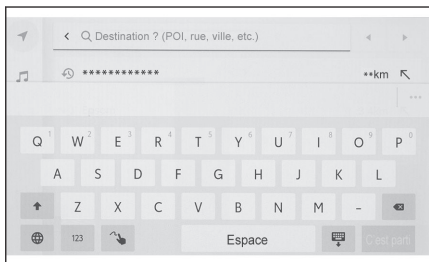 Destination ? (POI, rue, ville, etc.)
************ **km
Q 1 W 2 E 3 R 4 T 5 Y 6 U 7 I 8 O 9 P 0
A S D F G H J K L
Z X C V B N M -
123 Espace C'est parti